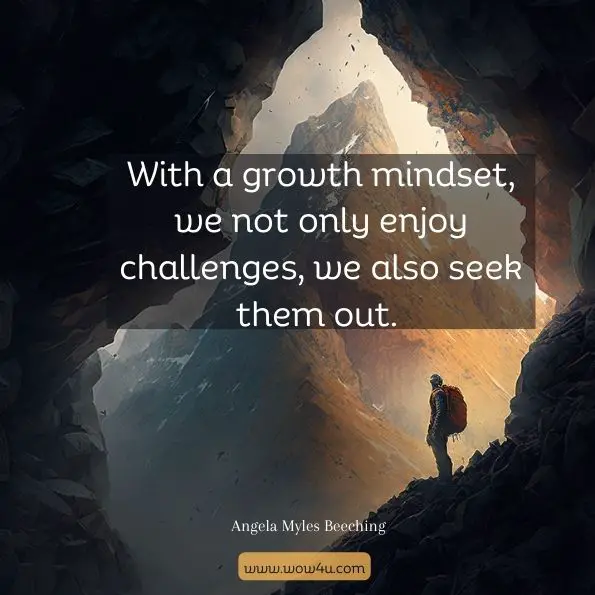 With a growth mindset,
we not only enjoy
challenges, we also seek
them out.
Angela Myles Beeching
www.wow4u.com